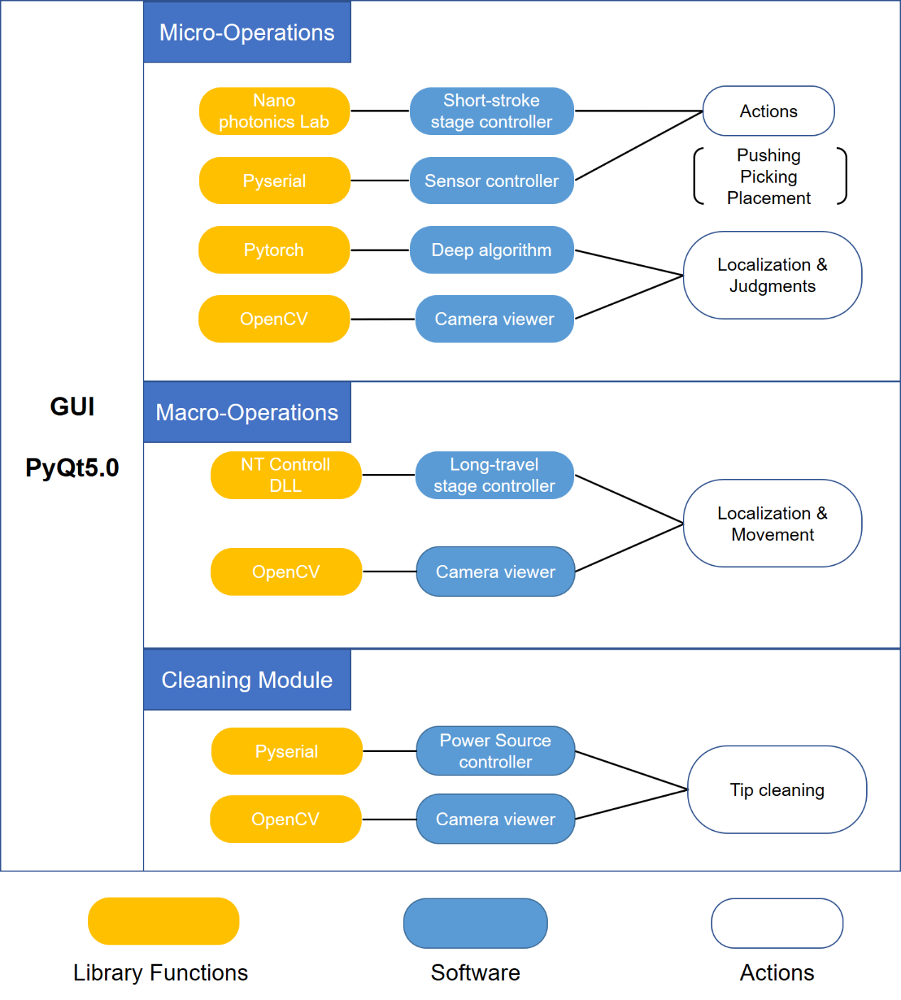 Micro-Operations
Nano
photonics Lab
Short-stroke
stage controller
Actions
Pyserial
Sensor controller
Pushing
Picking
Placement
Pytorch
Deep algorithm
Localization &
Judgments
OpenCV
Camera viewer
GUI
PyQt5.0
Macro-Operations
NT Controll
DLL
Long-travel
stage controller
Localization &
Movement
OpenCV
Camera viewer
Cleaning Module
Pyserial
Power Source
controller
Tip cleaning
OpenCV
Camera viewer
Library Functions
Software
Actions